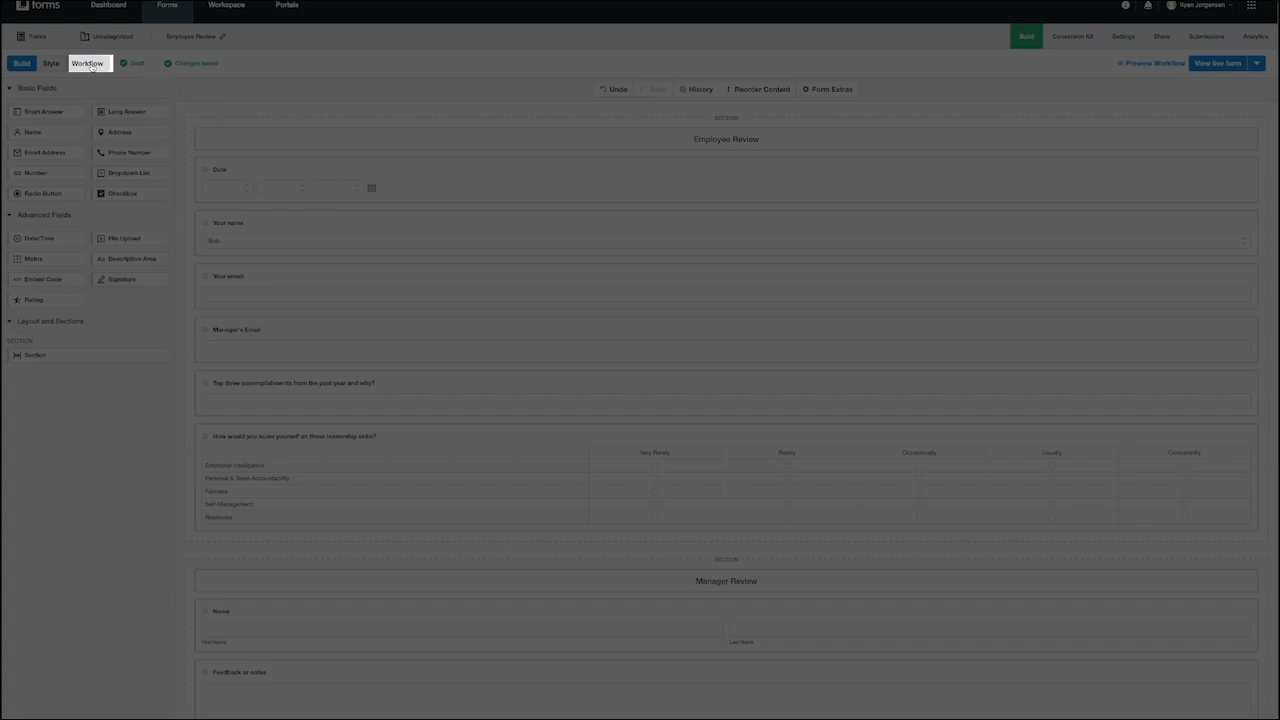 forms Dashboard Forms Workspace Portals Ryan Jorgensen
Forms Uncategorized Employee Review Build Conversion Kit Settings Share Submissions Analytics
Build Style Workflow Draft Changes saved Preview Workflow View live form
Basic Fields
Undo Redo History Reorder Content Form Extras
Short Answer Long Answer
Name Address
Email Address Phone Number
Number Dropdown List
Radio Button Checkbox
Advanced Fields
Date/Time File Upload
Matrix Aa Description Area
</> Embed Code Signature
Rating
Layout and Sections
SECTION
Section
SECTION
Employee Review
Date
Your name
Bob
Your email
Manager's Email
Top three accomplishments from the past year and why?
How would you score yourself on these leadership skills?
Very Rarely Rarely Occasionally Usually Consistently
Emotional Intelligence
Personal & Team Accountability
Fairness
Self-Management
Resilience
SECTION
Manager Review
Name
First Name Last Name
Feedback or notes